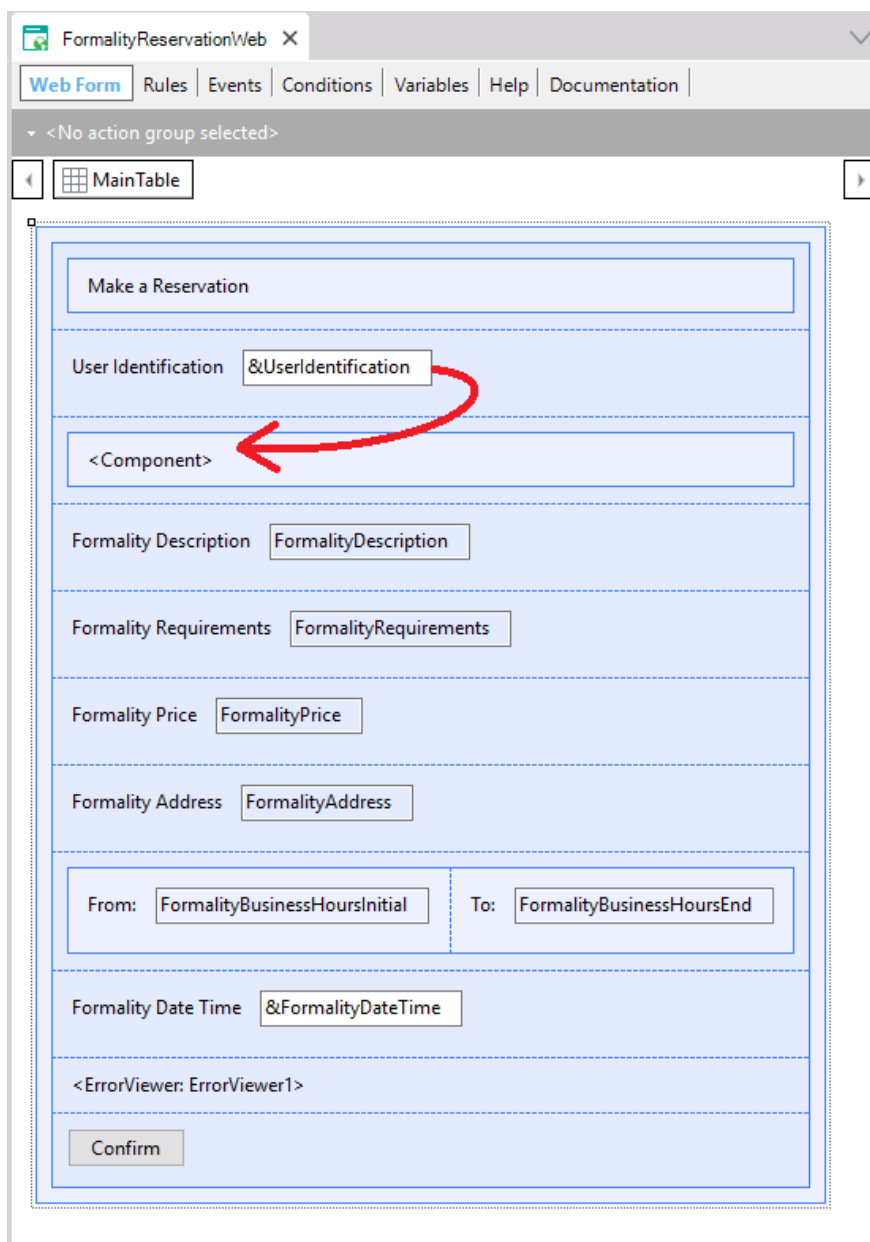 FormalityReservationWeb
Web Form Rules Events Conditions Variables Help Documentation
<No action group selected>
MainTable
Make a Reservation
User Identification &UserIdentification
<Component>
Formality Description FormalityDescription
Formality Requirements FormalityRequirements
Formality Price FormalityPrice
Formality Address FormalityAddress
From: FormalityBusinessHoursInitial To: FormalityBusinessHoursEnd
Formality Date Time &FormalityDateTime
<ErrorViewer: ErrorViewer1>
Confirm